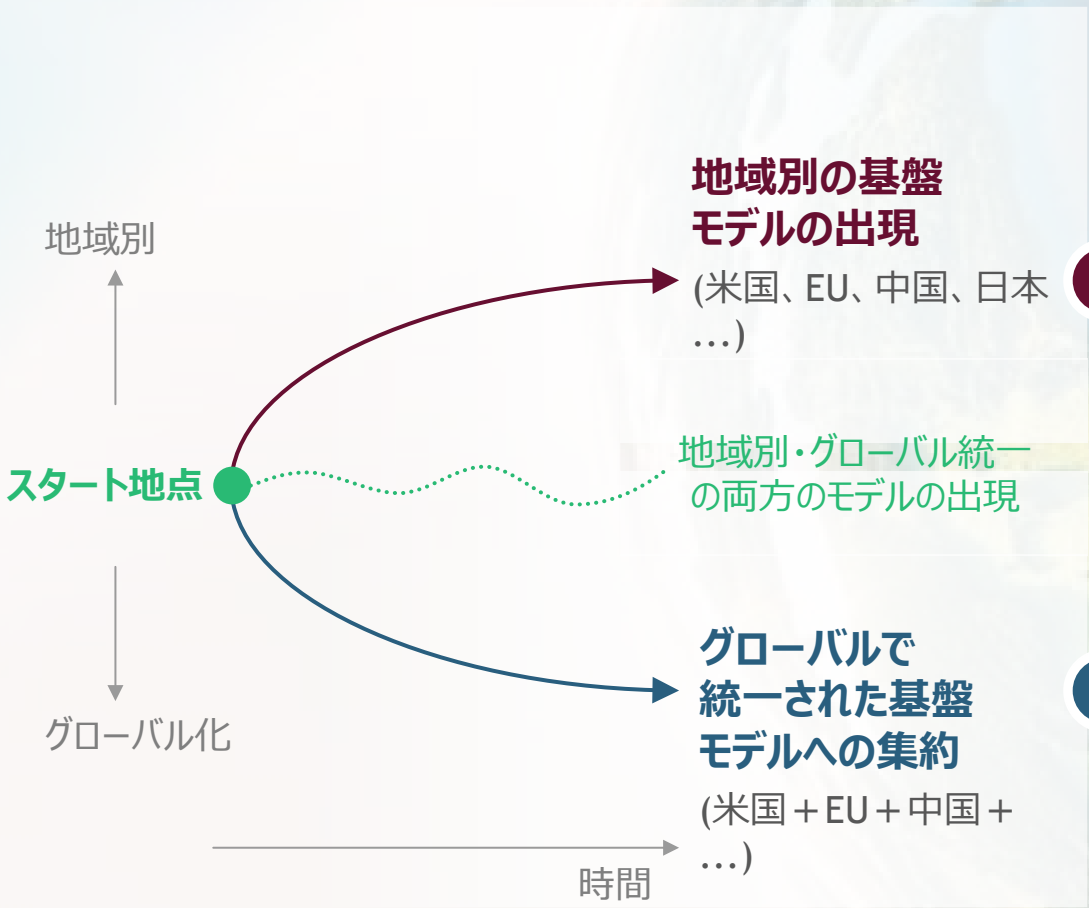 地域別の基盤
モデルの出現
(米国、EU、中国、日本
…)
地域別
スタート地点
地域別・グローバル統一
の両方のモデルの出現
グローバル化
グローバルで
統一された基盤
モデルへの集約
(米国＋EU＋中国＋
…)
時間